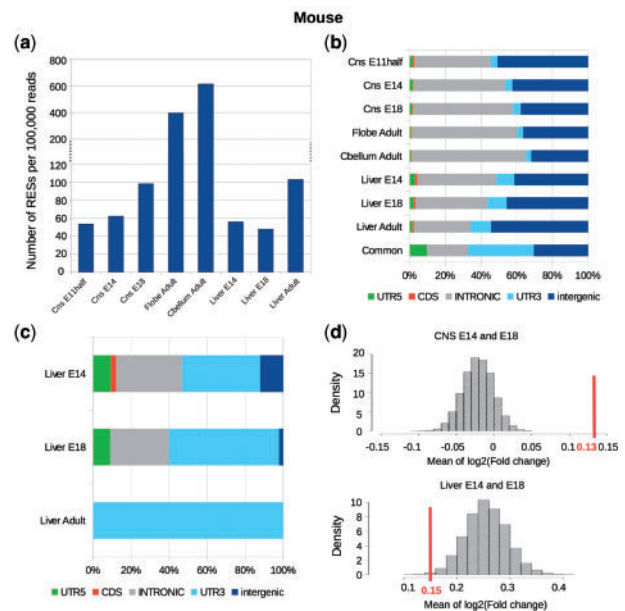 Mouse
(a)
Number of RESs per 100,000 reads
800
600
400
200
120
100
80
60
40
20
0
Cns E11half
Cns E14
Cns E18
Flobe Adult
Cbellum Adult
Liver E14
Liver E18
Liver Adult
(b)
Cns E11half
Cns E14
Cns E18
Flobe Adult
Cbellum Adult
Liver E14
Liver E18
Liver Adult
Common
0% 20% 40% 60% 80% 100%
UTR5 CDS INTRONIC UTR3 intergenic
(c)
Liver E14
Liver E18
Liver Adult
0% 20% 40% 60% 80% 100%
UTR5 CDS INTRONIC UTR3 intergenic
(d)
CNS E14 and E18
Density
20
15
10
5
0
-0.15 -0.1 -0.05 0 0.05 0.1 0.13 0.15
Mean of log2(Fold change)
Liver E14 and E18
Density
10
8
6
4
2
0
0.1 0.15 0.2 0.3 0.4
Mean of log2(Fold change)